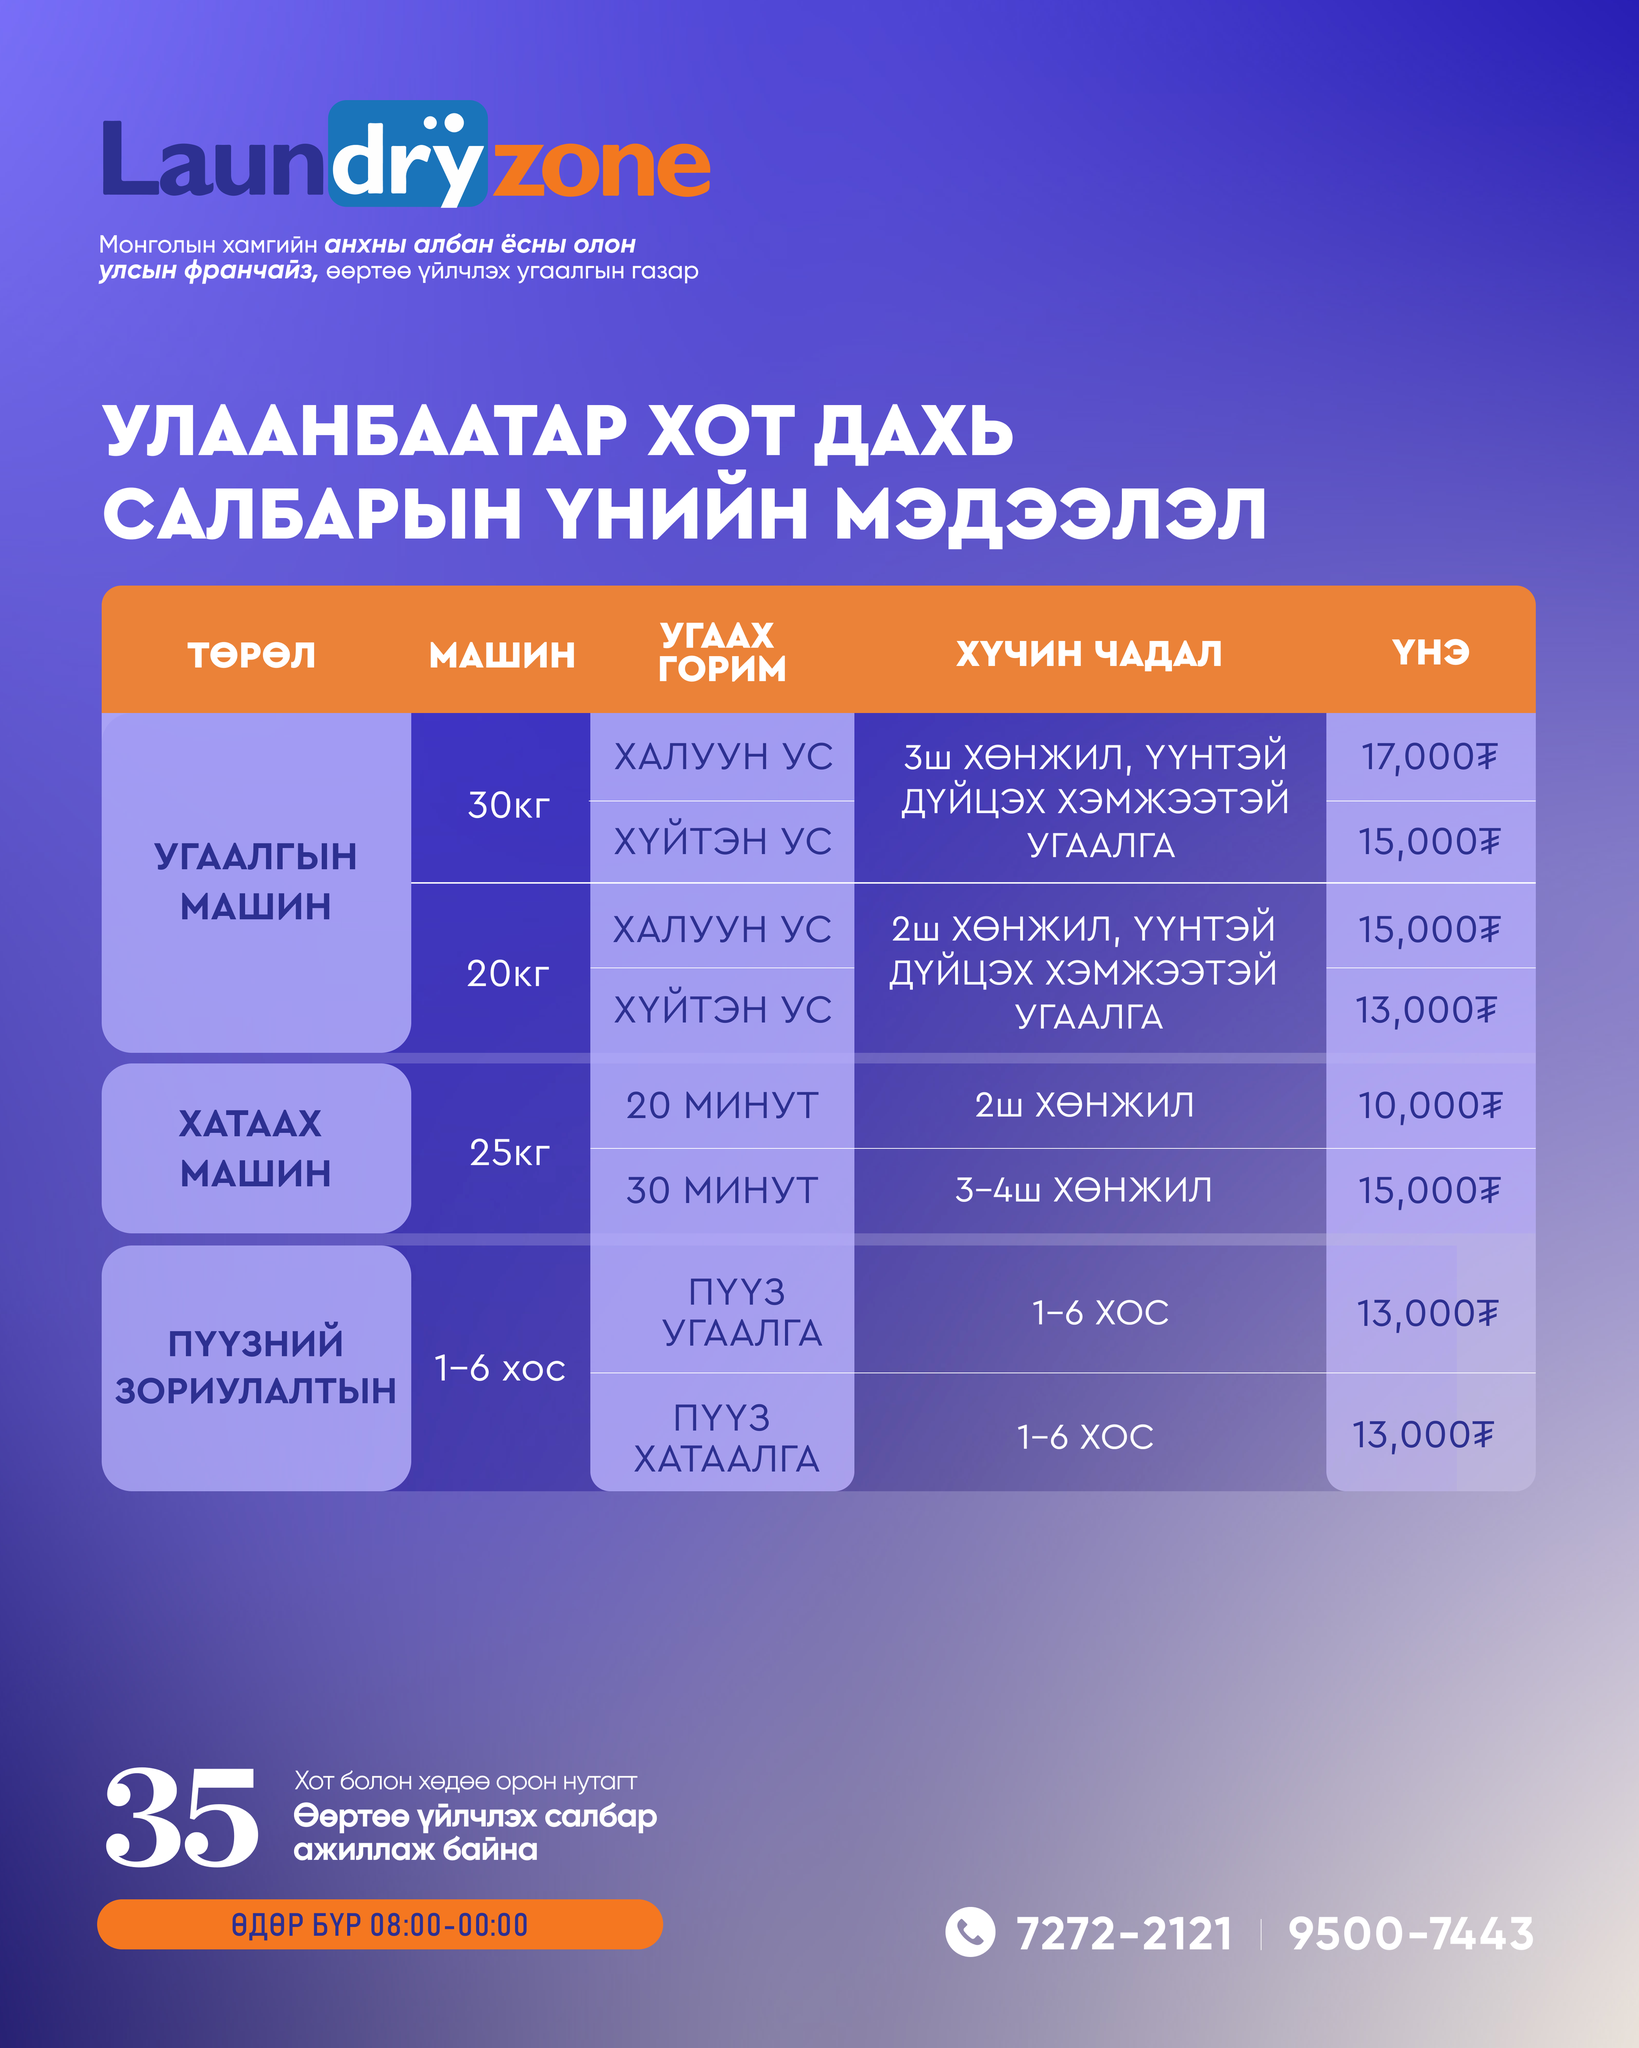 Laundrÿzone
Монголын хамгийн анхны албан ёсны олон
улсын франчайз, өөртөө үйлчлэх угаалгын газар
УЛААНБААТАР ХОТ ДАХЬ
САЛБАРЫН ҮНИЙН МЭДЭЭЛЭЛ
ТӨРӨЛ
МАШИН
УГААХ
ГОРИМ
ХҮЧИН ЧАДАЛ
ҮНЭ
УГААЛГЫН
МАШИН
30кг
ХАЛУУН УС
ХҮЙТЭН УС
3ш ХӨНЖИЛ, ҮҮНТЭЙ
ДҮЙЦЭХ ХЭМЖЭЭТЭЙ
УГААЛГА
17,000₮
15,000₮
20кг
ХАЛУУН УС
ХҮЙТЭН УС
2ш ХӨНЖИЛ, ҮҮНТЭЙ
ДҮЙЦЭХ ХЭМЖЭЭТЭЙ
УГААЛГА
15,000₮
13,000₮
ХАТААХ
МАШИН
25кг
20 МИНУТ
2ш ХӨНЖИЛ
10,000₮
30 МИНУТ
3-4ш ХӨНЖИЛ
15,000₮
ПҮҮЗНИЙ
ЗОРИУЛАЛТЫН
1-6 хос
ПҮҮЗ
УГААЛГА
1-6 ХОС
13,000₮
ПҮҮЗ
ХАТААЛГА
1-6 ХОС
13,000₮
35
Хот болон хөдөө орон нутагт
Өөртөө үйлчлэх салбар
ажиллаж байна
ӨДӨР БҮР 08:00-00:00
7272-2121 | 9500-7443